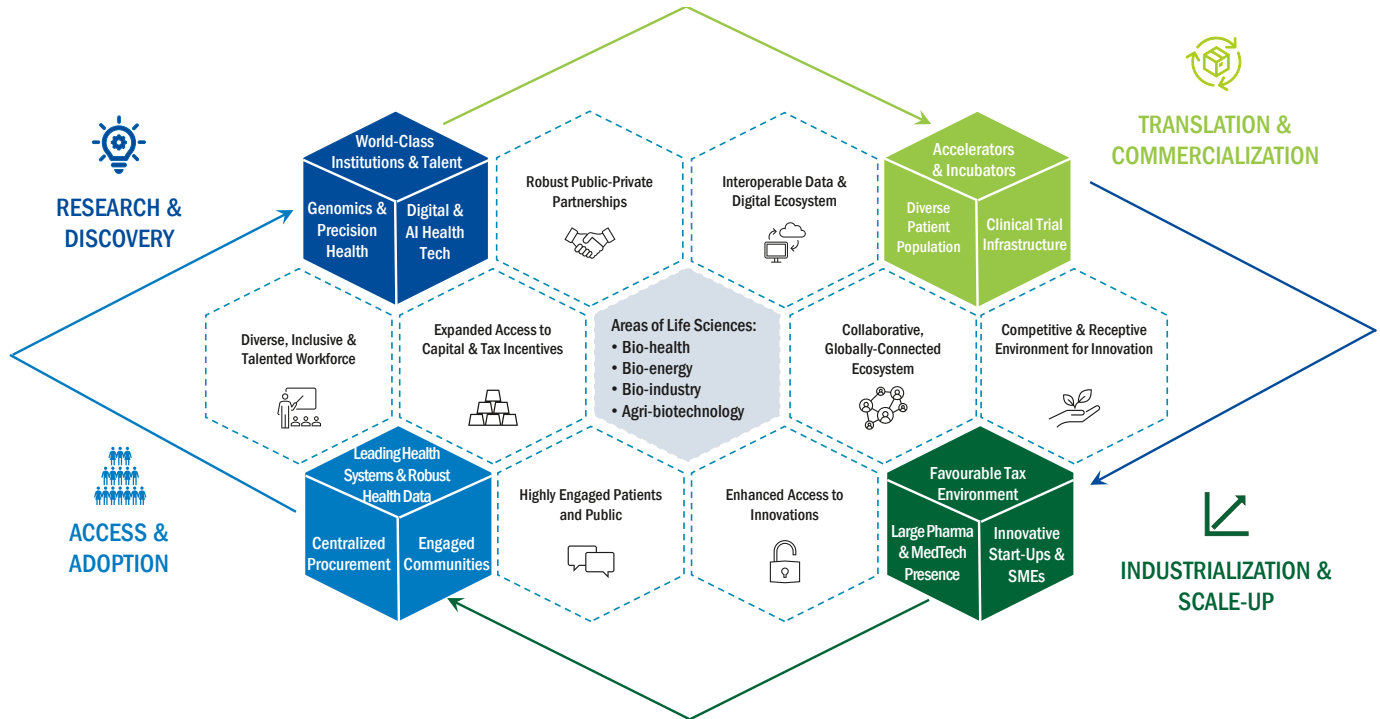 RESEARCH &
DISCOVERY
World-Class
Institutions & Talent
Genomics &
Precision
Health
Digital &
AI Health
Tech
Robust Public-Private
Partnerships
Interoperable Data &
Digital Ecosystem
Accelerators
& Incubators
Diverse
Patient
Population
Clinical Trial
Infrastructure
TRANSLATION &
COMMERCIALIZATION
Diverse, Inclusive &
Talented Workforce
Expanded Access to
Capital & Tax Incentives
Areas of Life Sciences:
• Bio-health
• Bio-energy
• Bio-industry
• Agri-biotechnology
Collaborative,
Globally-Connected
Ecosystem
Competitive & Receptive
Environment for Innovation
ACCESS &
ADOPTION
Leading Health
Systems & Robust
Health Data
Centralized
Procurement
Engaged
Communities
Highly Engaged Patients
and Public
Enhanced Access to
Innovations
Favourable Tax
Environment
Large Pharma
& MedTech
Presence
Innovative
Start-Ups &
SMEs
INDUSTRIALIZATION &
SCALE-UP